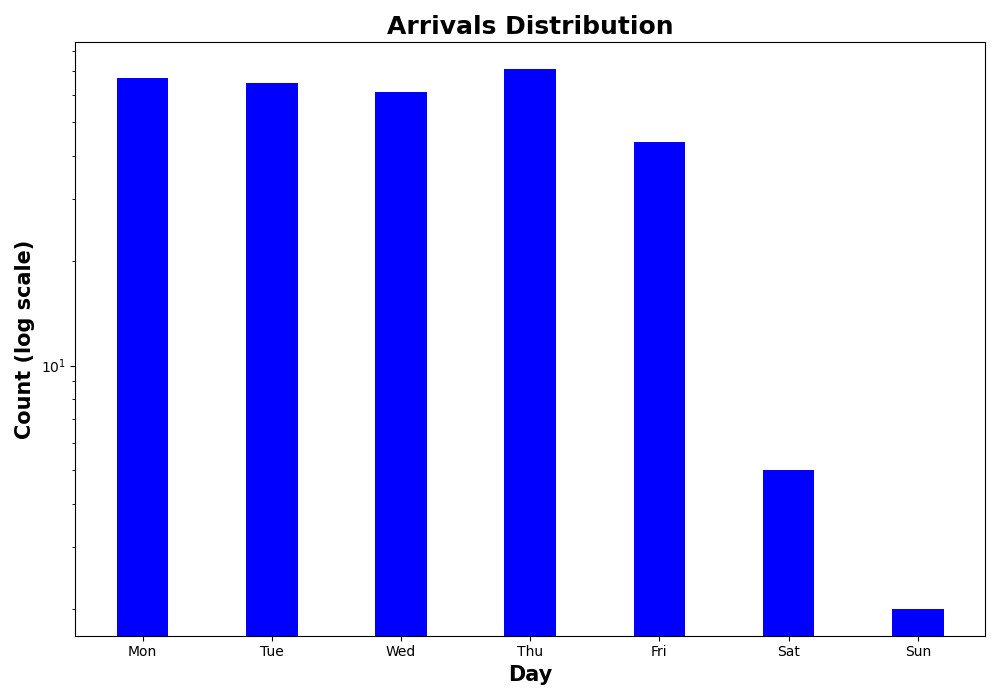 Arrivals Distribution
Count (log scale)
10¹
Mon Tue Wed Thu Fri Sat Sun
Day